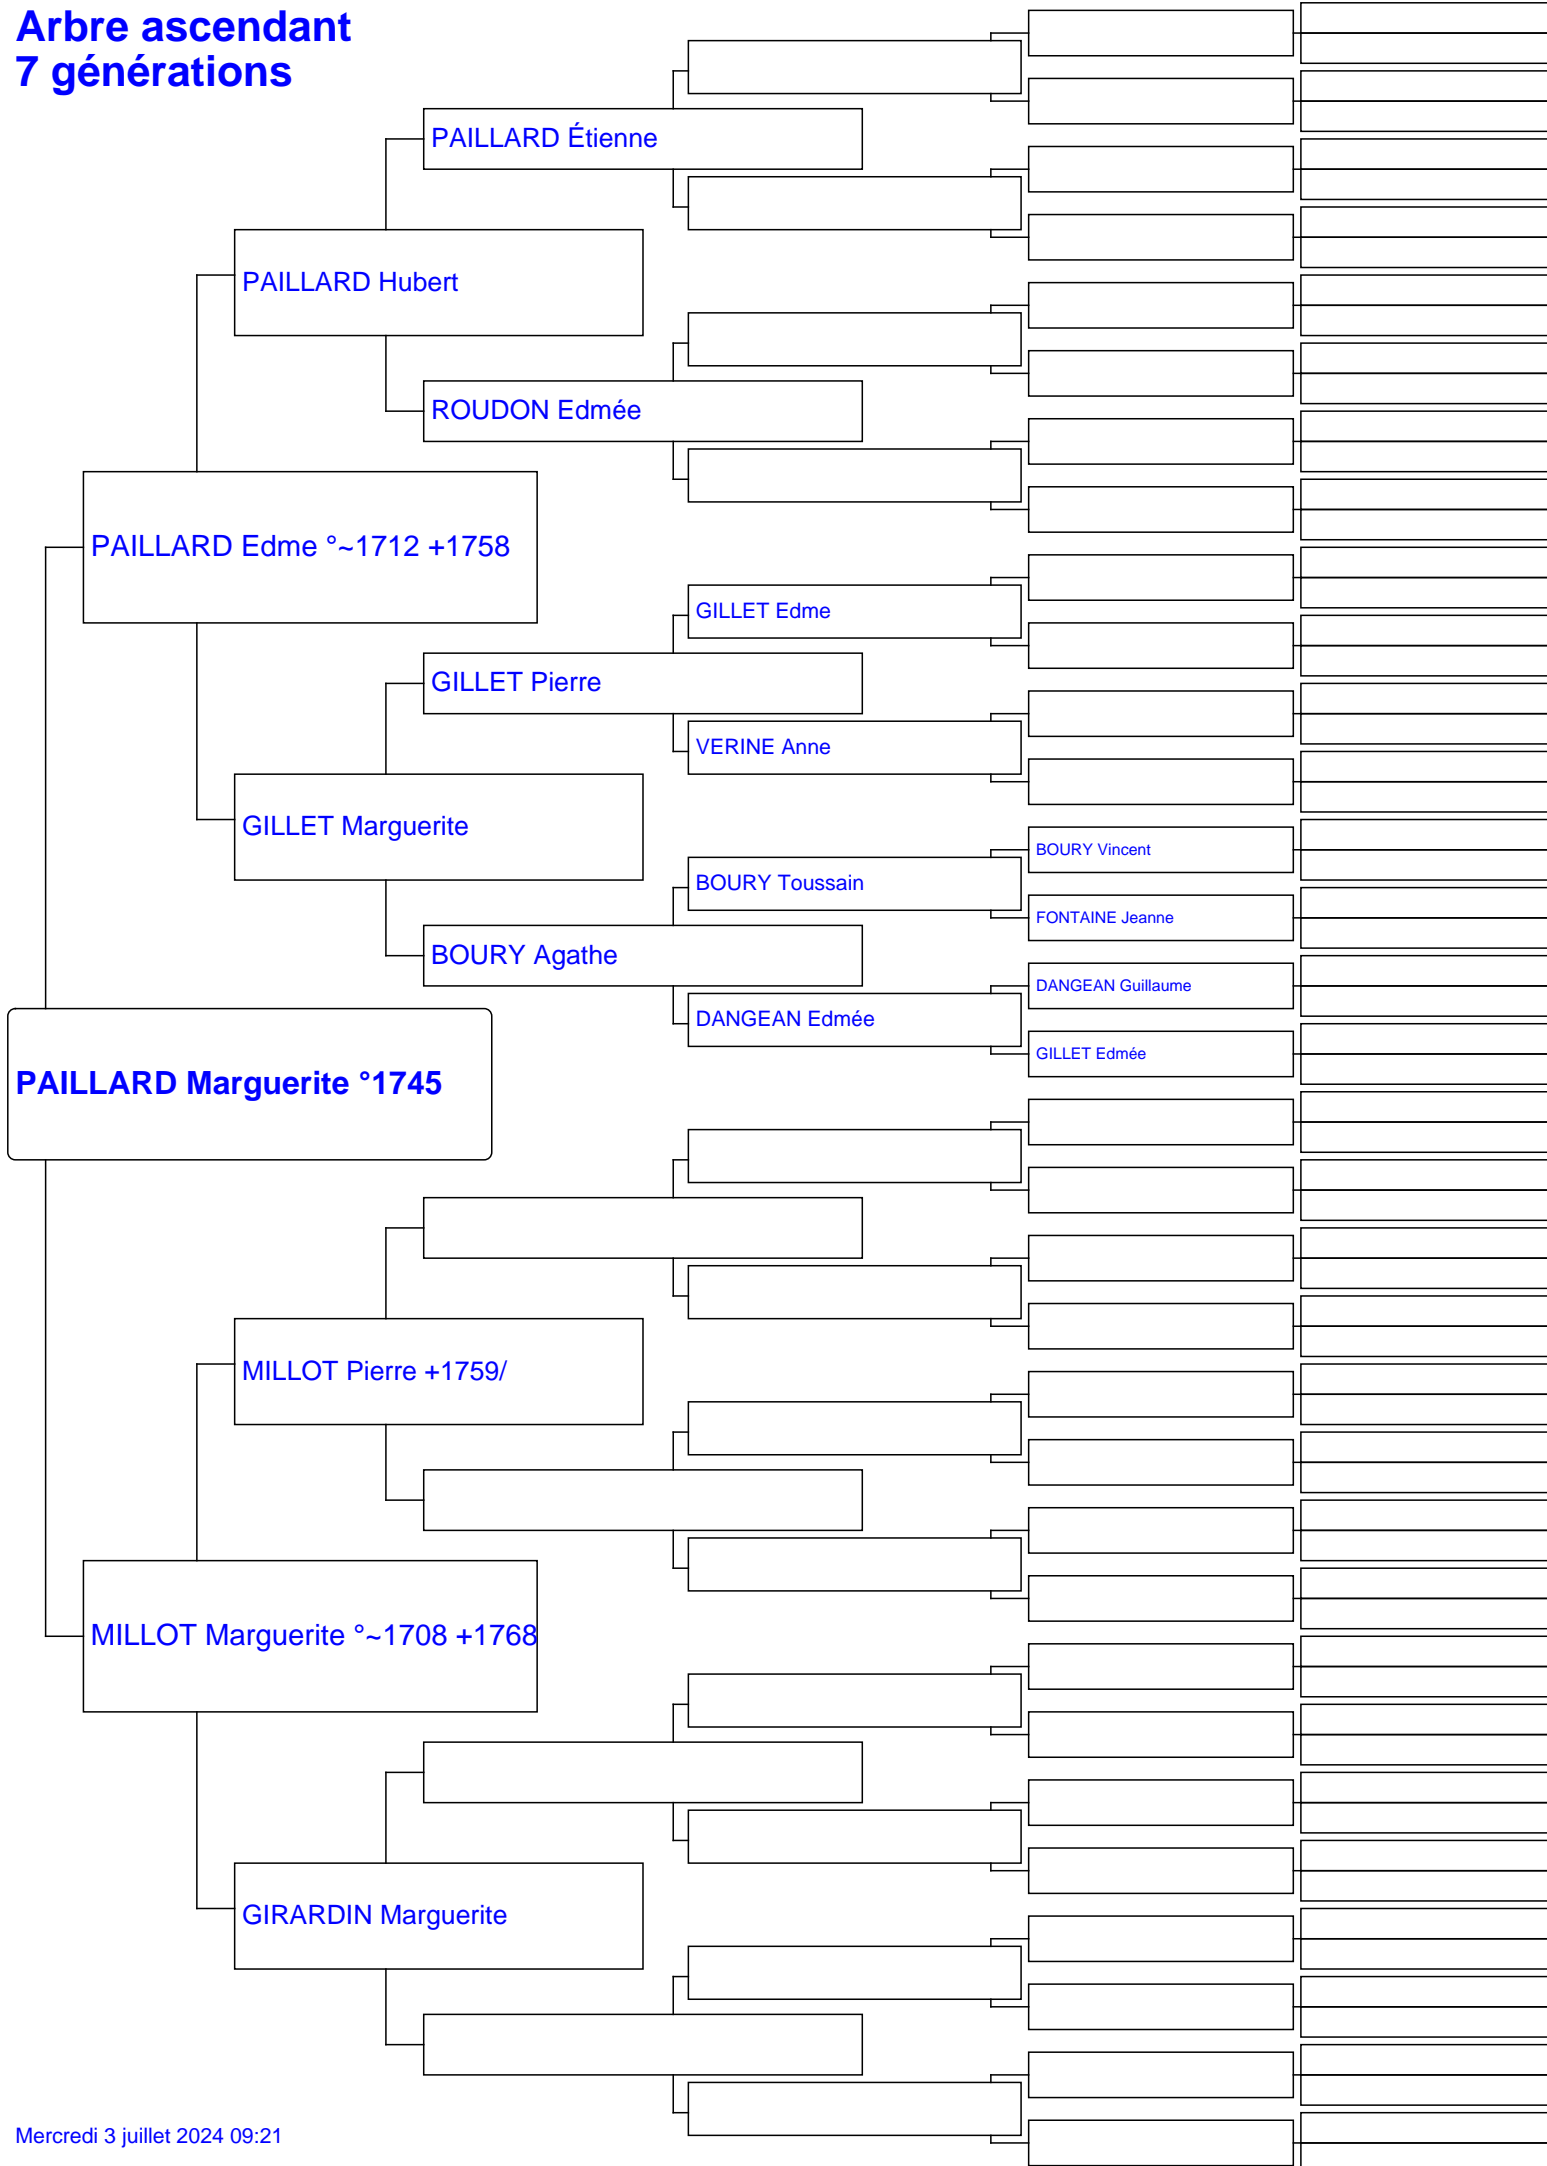 Arbre ascendant
7 générations
PAILLARD Étienne
PAILLARD Hubert
ROUDON Edmée
PAILLARD Edme °~1712 +1758
GILLET Edme
GILLET Pierre
VERINE Anne
GILLET Marguerite
BOURY Vincent
BOURY Toussain
FONTAINE Jeanne
BOURY Agathe
DANGEAN Guillaume
DANGEAN Edmée
GILLET Edmée
PAILLARD Marguerite °1745
MILLOT Pierre +1759/
MILLOT Marguerite °~1708 +1768
GIRARDIN Marguerite
Mercredi 3 juillet 2024 09:21